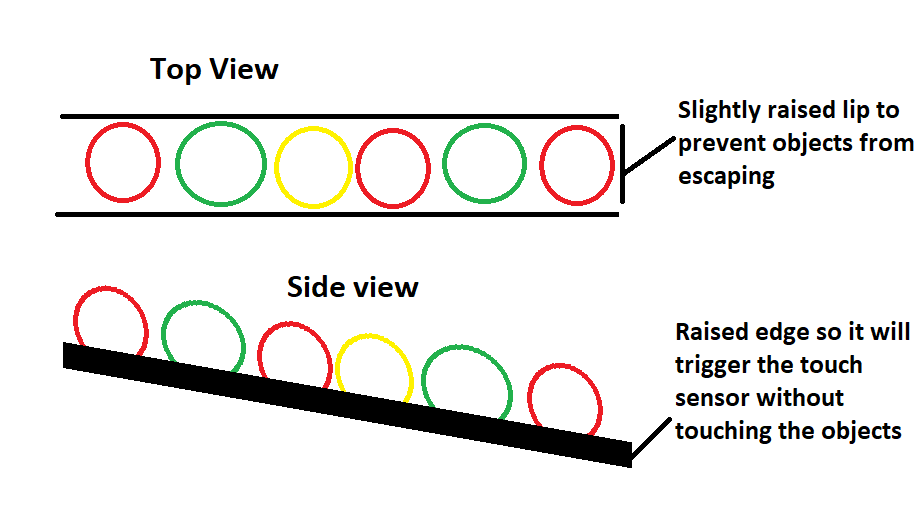 Top View
Slightly raised lip to
prevent objects from
escaping
Side view
Raised edge so it will
trigger the touch
sensor without
touching the objects